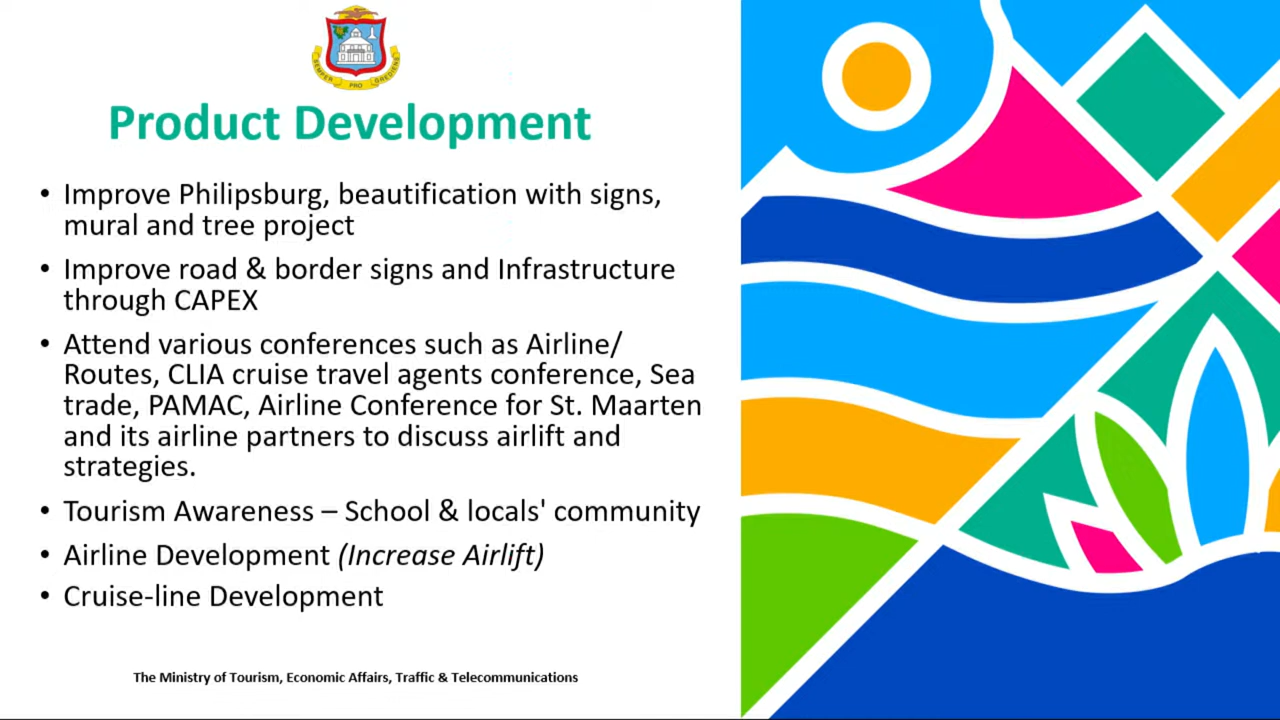 SEMPER PRO GREDIENS
Product Development
• Improve Philipsburg, beautification with signs,
mural and tree project
• Improve road & border signs and Infrastructure
through CAPEX
• Attend various conferences such as Airline/
Routes, CLIA cruise travel agents conference, Sea
trade, PAMAC, Airline Conference for St. Maarten
and its airline partners to discuss airlift and
strategies.
• Tourism Awareness – School & locals' community
• Airline Development (Increase Airlift)
• Cruise-line Development
The Ministry of Tourism, Economic Affairs, Traffic & Telecommunications